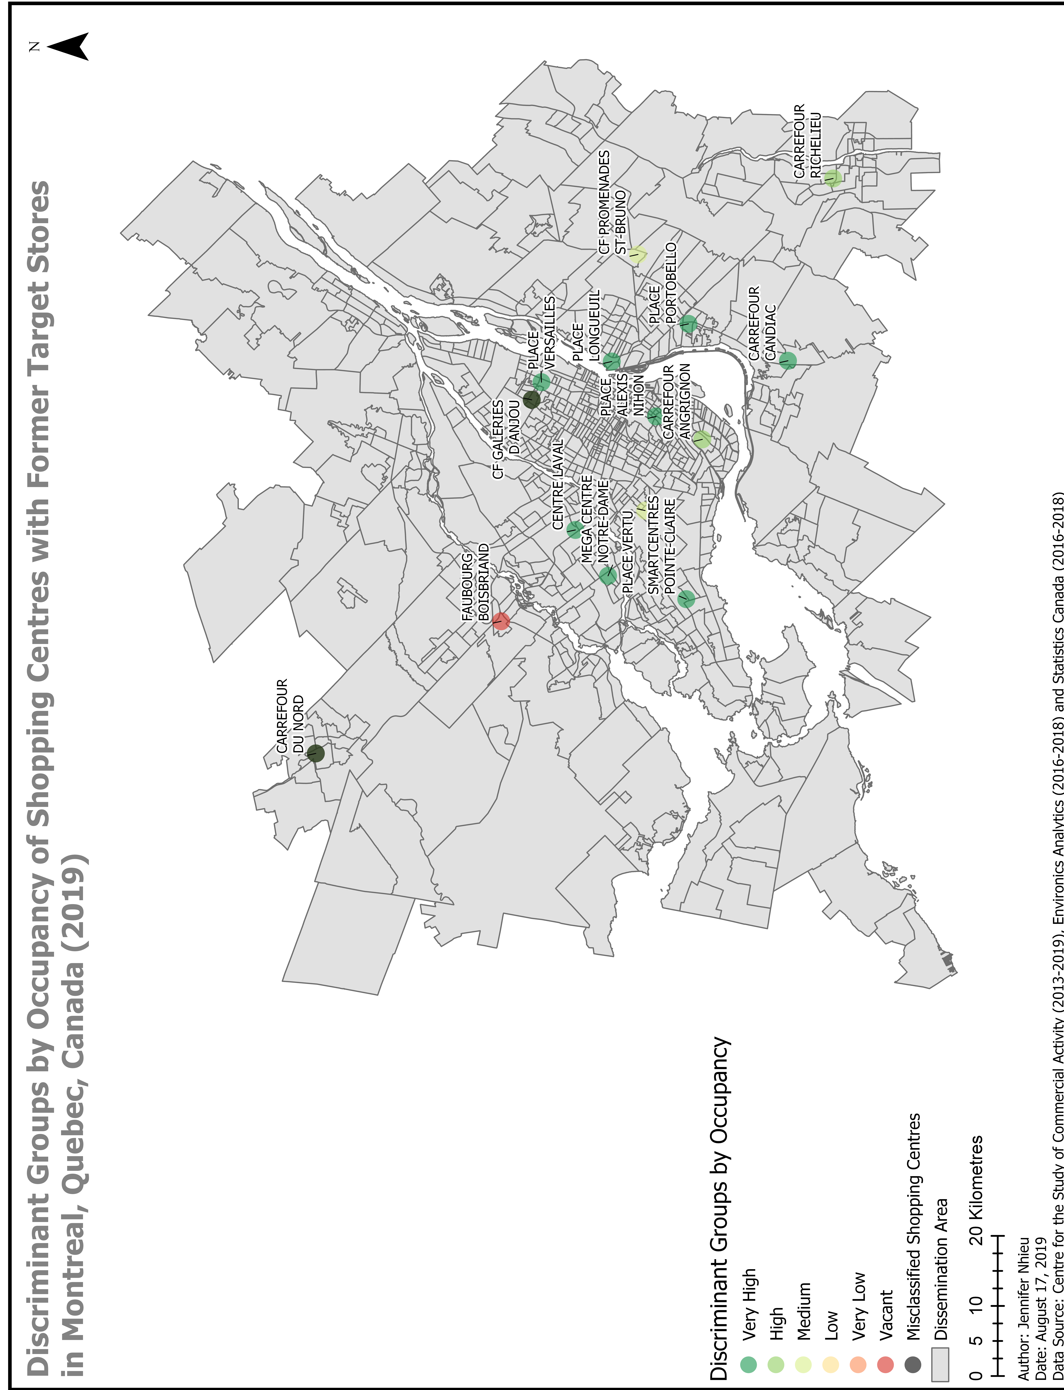 Discriminant Groups by Occupancy of Shopping Centres with Former Target Stores
in Montreal, Quebec, Canada (2019)
N
CARREFOUR
DU NORD
FAUBOURG
BOISBRIAND
CF GALERIES
D'ANJOU
PLACE
VERSAILLES
CENTRE LAVAL
MEGA CENTRE
NOTRE-DAME
PLACE VERTU
SMARTCENTRES
POINTE-CLAIRE
PLACE
LONGUEUIL
PLACE
ALEXIS
NIHON
CARREFOUR
ANGRIGNON
CF PROMENADES
ST-BRUNO
PLACE
PORTOBELLO
CARREFOUR
CANDIAC
CARREFOUR
RICHELIEU
Discriminant Groups by Occupancy
Very High
High
Medium
Low
Very Low
Vacant
Misclassified Shopping Centres
Dissemination Area
0 5 10 20 Kilometres
Author: Jennifer Nhieu
Date: August 17, 2019
Data Source: Centre for the Study of Commercial Activity (2013-2019), Environics Analytics (2016-2018) and Statistics Canada (2016-2018)